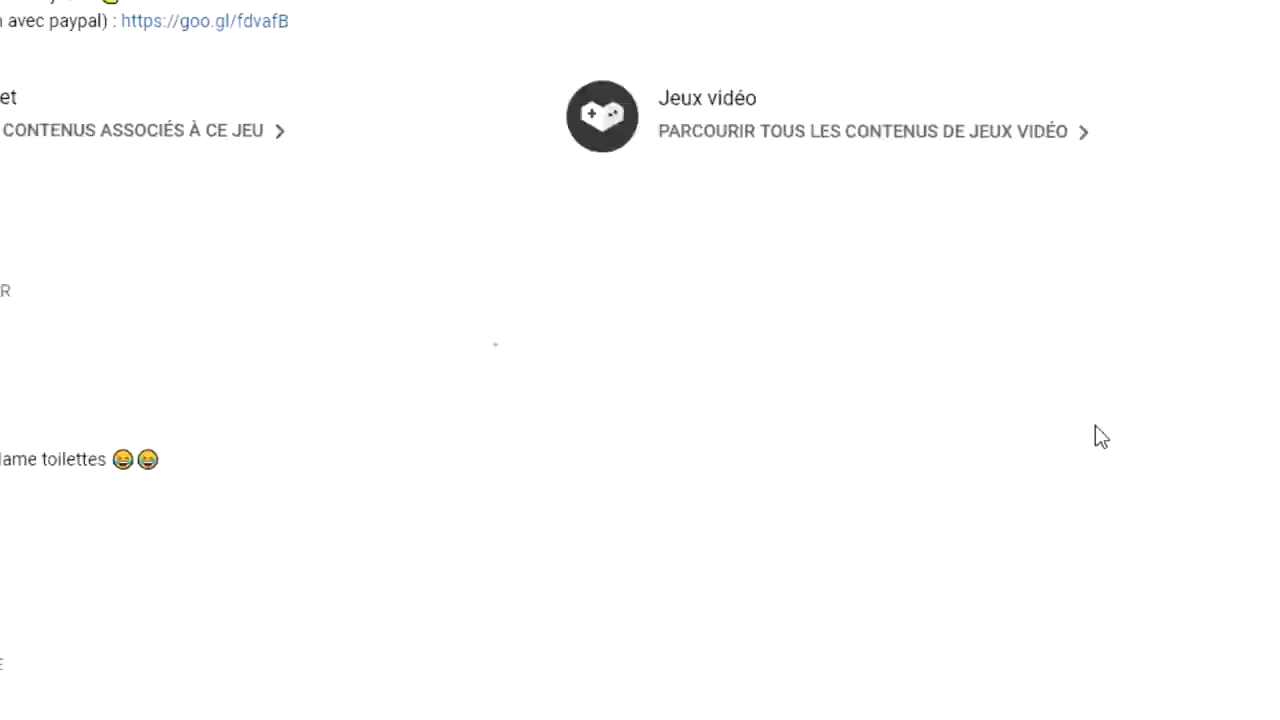 avec paypal) : https://goo.gl/fdvafB
et
CONTENUS ASSOCIÉS À CE JEU
Jeux vidéo
PARCOURIR TOUS LES CONTENUS DE JEUX VIDÉO
R
lame toilettes 😂😂
E